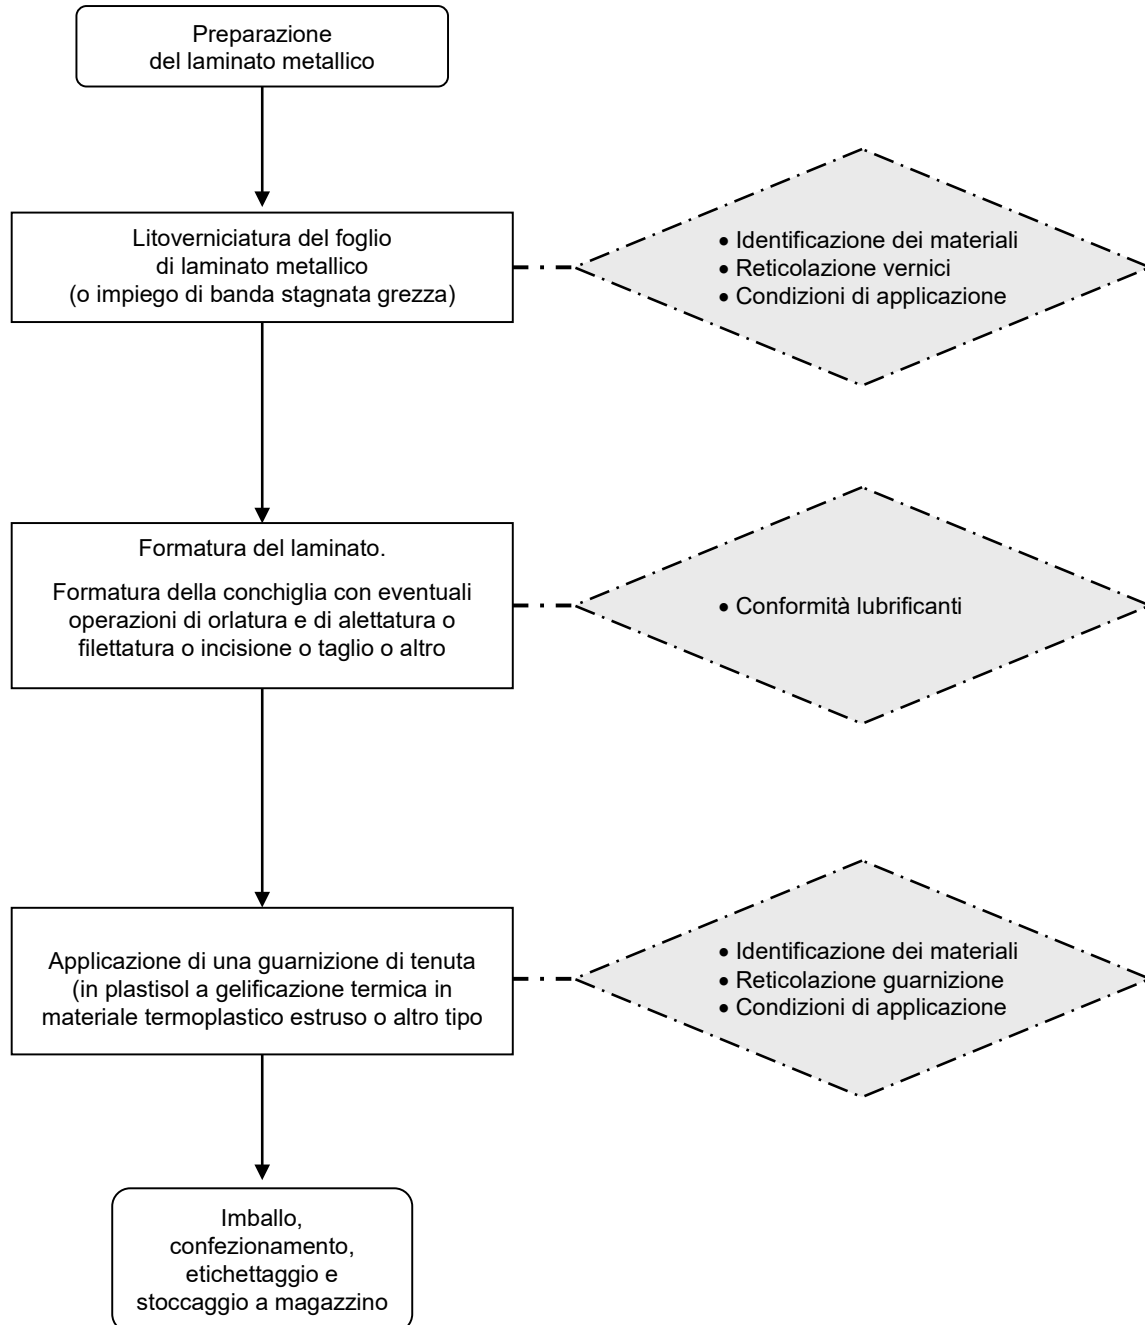 Preparazione
del laminato metallico
Litoverniciatura del foglio
di laminato metallico
(o impiego di banda stagnata grezza)
• Identificazione dei materiali
• Reticolazione vernici
• Condizioni di applicazione
Formatura del laminato.
Formatura della conchiglia con eventuali
operazioni di orlatura e di alettatura o
filettatura o incisione o taglio o altro
• Conformità lubrificanti
Applicazione di una guarnizione di tenuta
(in plastisol a gelificazione termica in
materiale termoplastico estruso o altro tipo
• Identificazione dei materiali
• Reticolazione guarnizione
• Condizioni di applicazione
Imballo,
confezionamento,
etichettaggio e
stoccaggio a magazzino